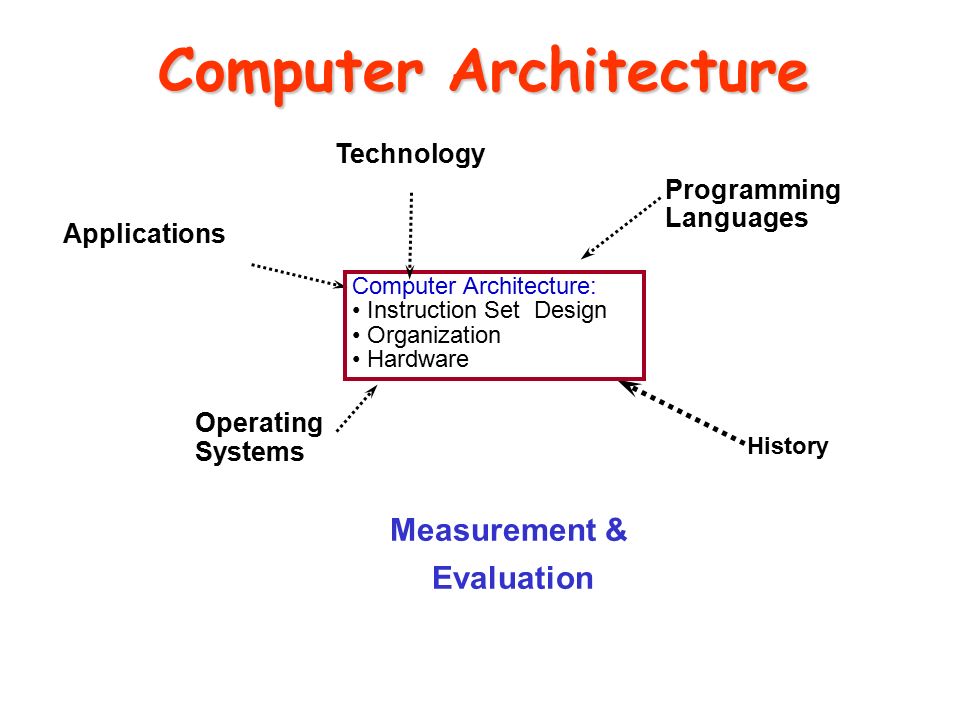 Computer Architecture
Technology
Programming
Languages
Applications
Computer Architecture:
• Instruction Set  Design
• Organization
• Hardware
Operating
Systems
History
Measurement &
Evaluation